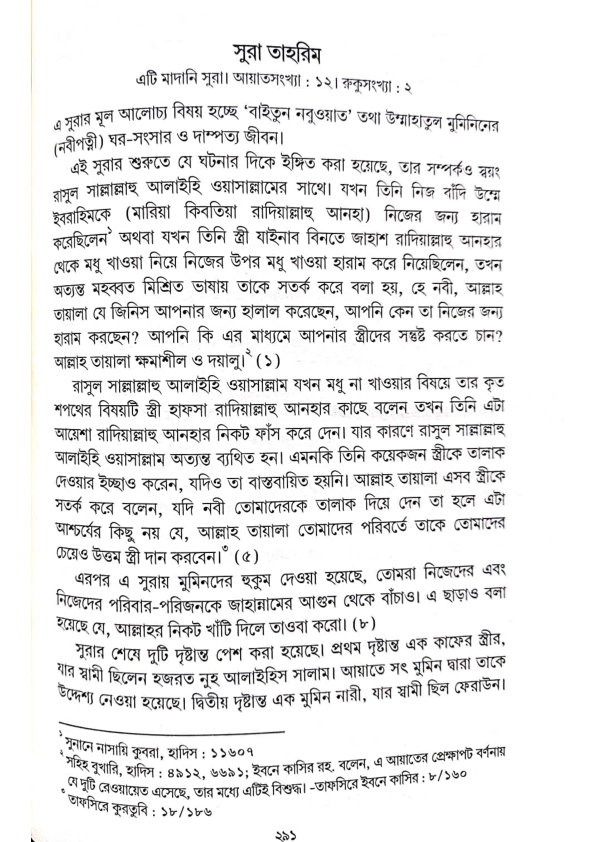 সুরা তাহরিম
এটি মাদানি সুরা। আয়াতসংখ্যা : ১২। রুকুসংখ্যা : ২
এ সুরার মূল আলোচ্য বিষয় হচ্ছে 'বাইতুন নবুওয়াত' তথা উম্মাহাতুল মুমিনিনের
(নবীপত্নী) ঘর-সংসার ও দাম্পত্য জীবন।
এই সুরার শুরুতে যে ঘটনার দিকে ইঙ্গিত করা হয়েছে, তার সম্পর্কও স্বয়ং
রাসুল সাল্লাল্লাহু আলাইহি ওয়াসাল্লামের সাথে। যখন তিনি নিজ বাঁদি উম্মে
ইবরাহিমকে (মারিয়া কিবতিয়া রাদিয়াল্লাহু আনহা) নিজের জন্য হারাম
করেছিলেন১ অথবা যখন তিনি স্ত্রী যাইনাব বিনতে জাহাশ রাদিয়াল্লাহু আনহার
থেকে মধু খাওয়া নিয়ে নিজের উপর মধু খাওয়া হারাম করে নিয়েছিলেন, তখন
অত্যন্ত মহব্বত মিশ্রিত ভাষায় তাকে সতর্ক করে বলা হয়, হে নবী, আল্লাহ
তায়ালা যে জিনিস আপনার জন্য হালাল করেছেন, আপনি কেন তা নিজের জন্য
হারাম করছেন? আপনি কি এর মাধ্যমে আপনার স্ত্রীদের সন্তুষ্ট করতে চান?
আল্লাহ তায়ালা ক্ষমাশীল ও দয়ালু।২ (১)
রাসুল সাল্লাল্লাহু আলাইহি ওয়াসাল্লাম যখন মধু না খাওয়ার বিষয়ে তার কৃত
শপথের বিষয়টি স্ত্রী হাফসা রাদিয়াল্লাহু আনহার কাছে বলেন তখন তিনি এটা
আয়েশা রাদিয়াল্লাহু আনহার নিকট ফাঁস করে দেন। যার কারণে রাসুল সাল্লাল্লাহু
আলাইহি ওয়াসাল্লাম অত্যন্ত ব্যথিত হন। এমনকি তিনি কয়েকজন স্ত্রীকে তালাক
দেওয়ার ইচ্ছাও করেন, যদিও তা বাস্তবায়িত হয়নি। আল্লাহ তায়ালা এসব স্ত্রীকে
সতর্ক করে বলেন, যদি নবী তোমাদেরকে তালাক দিয়ে দেন তা হলে এটা
আশ্চর্যের কিছু নয় যে, আল্লাহ তায়ালা তোমাদের পরিবর্তে তাকে তোমাদের
চেয়েও উত্তম স্ত্রী দান করবেন।৩ (৫)
এরপর এ সুরায় মুমিনদের হুকুম দেওয়া হয়েছে, তোমরা নিজেদের এবং
নিজেদের পরিবার-পরিজনকে জাহান্নামের আগুন থেকে বাঁচাও। এ ছাড়াও বলা
হয়েছে যে, আল্লাহর নিকট খাঁটি দিলে তাওবা করো। (৮)
সুরার শেষে দুটি দৃষ্টান্ত পেশ করা হয়েছে। প্রথম দৃষ্টান্ত এক কাফের স্ত্রীর,
যার স্বামী ছিলেন হজরত নুহ আলাইহিস সালাম। আয়াতে সৎ মুমিন দ্বারা তাকে
উদ্দেশ্য নেওয়া হয়েছে। দ্বিতীয় দৃষ্টান্ত এক মুমিন নারী, যার স্বামী ছিল ফেরাউন।
১ সুনানে নাসায়ি কুবরা, হাদিস : ১১৬০৭
২ সহিহ বুখারি, হাদিস : ৪৯১২, ৬৬৯১; ইবনে কাসির রহ. বলেন, এ আয়াতের প্রেক্ষাপট বর্ণনায়
যে দুটি রেওয়ায়েত এসেছে, তার মধ্যে এটিই বিশুদ্ধ। -তাফসিরে ইবনে কাসির : ৮/১৬০
৩ তাফসিরে কুরতুবি : ১৮/১৮৬
২৯১